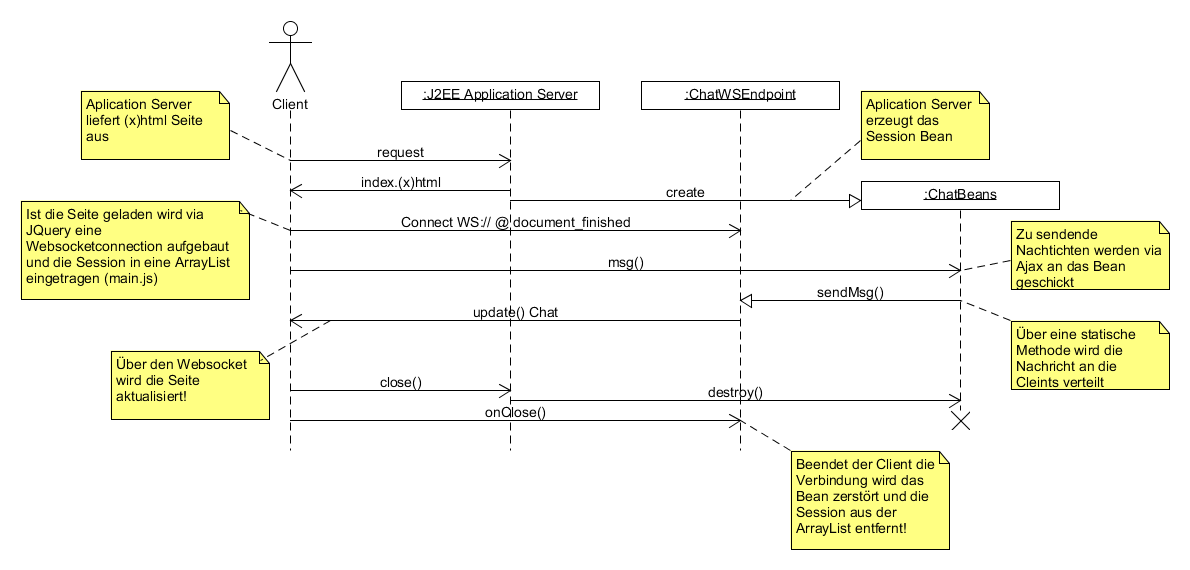 Client
:J2EE Application Server
:ChatWSEndpoint
Aplication Server
liefert (x)html Seite
aus
Aplication Server
erzeugt das
Session Bean
request
index.(x)html
create
:ChatBeans
Ist die Seite geladen wird via
JQuery eine
Websocketconnection aufgebaut
und die Session in eine ArrayList
eingetragen (main.js)
Connect WS:// @ document_finished
Zu sendende
Nachtichten werden via
Ajax an das Bean
geschickt
msg()
sendMsg()
update() Chat
Über eine statische
Methode wird die
Nachricht an die
Cleints verteilt
Über den Websocket
wird die Seite
aktualisiert!
close()
destroy()
onClose()
Beendet der Client die
Verbindung wird das
Bean zerstört und die
Session aus der
ArrayList entfernt!